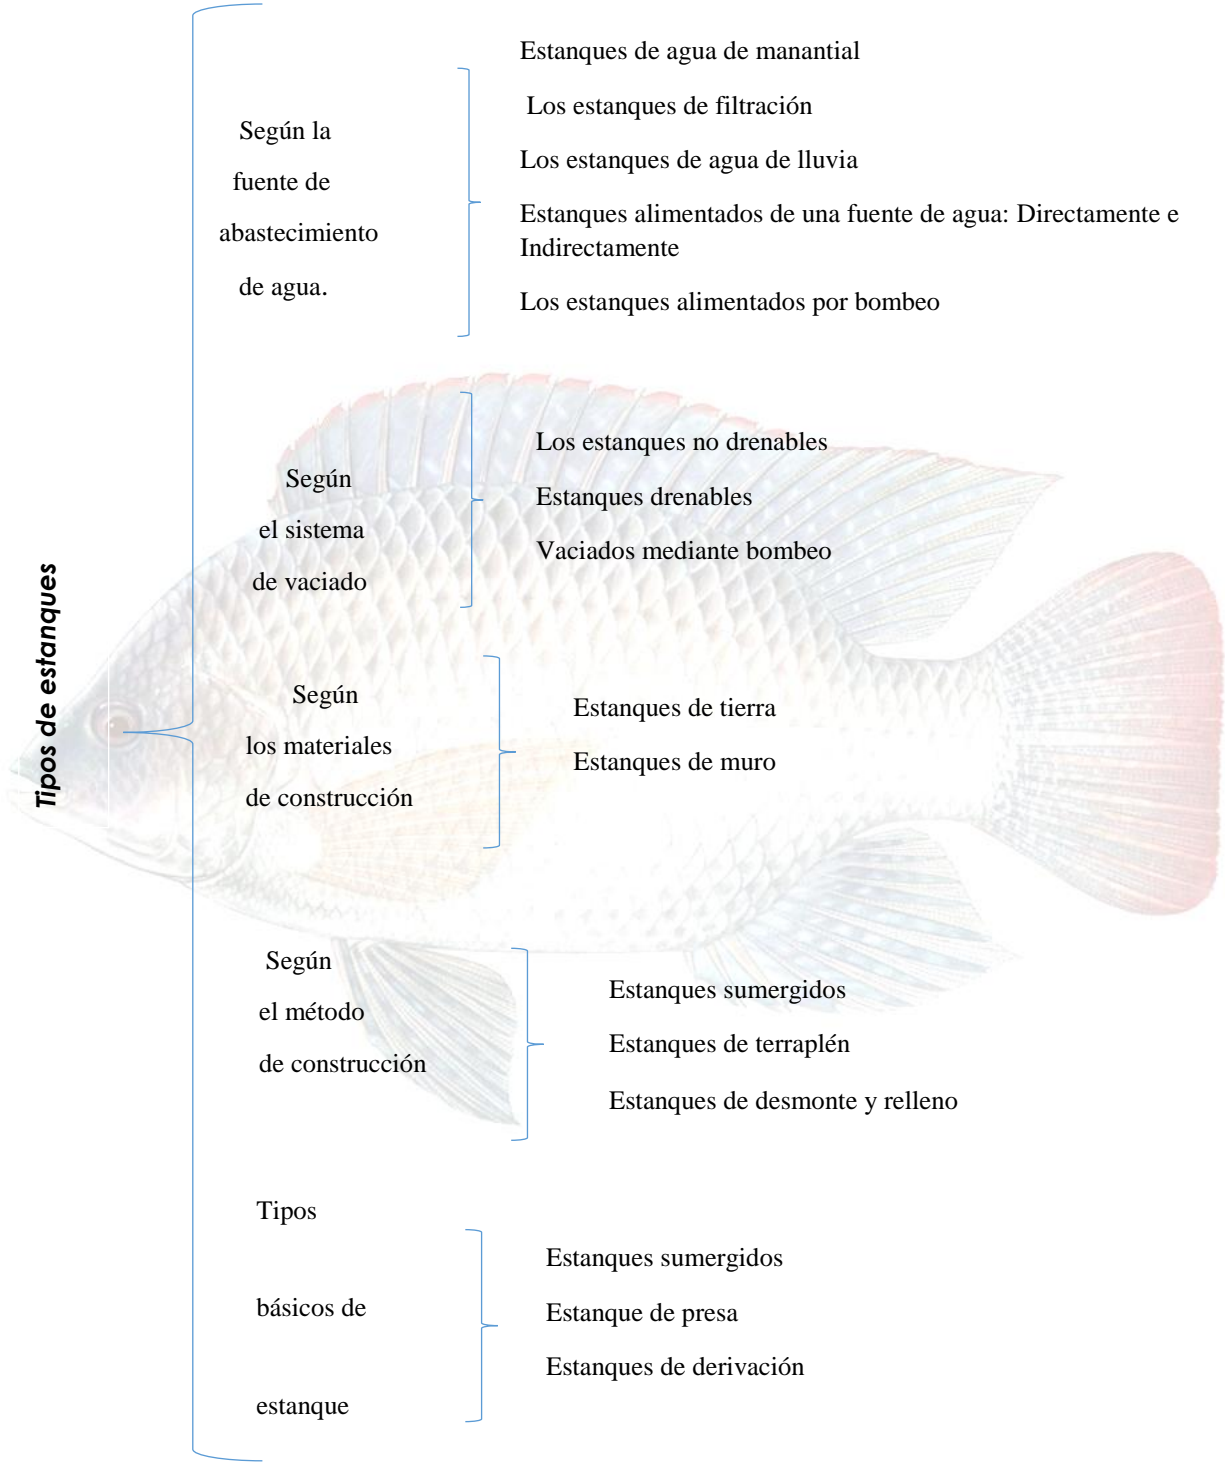 Tipos de estanques
Según la
fuente de
abastecimiento
de agua.
Estanques de agua de manantial
Los estanques de filtración
Los estanques de agua de lluvia
Estanques alimentados de una fuente de agua: Directamente e
Indirectamente
Los estanques alimentados por bombeo
Según
el sistema
de vaciado
Los estanques no drenables
Estanques drenables
Vaciados mediante bombeo
Según
los materiales
de construcción
Estanques de tierra
Estanques de muro
Según
el método
de construcción
Estanques sumergidos
Estanques de terraplén
Estanques de desmonte y relleno
Tipos
básicos de
estanque
Estanques sumergidos
Estanque de presa
Estanques de derivación